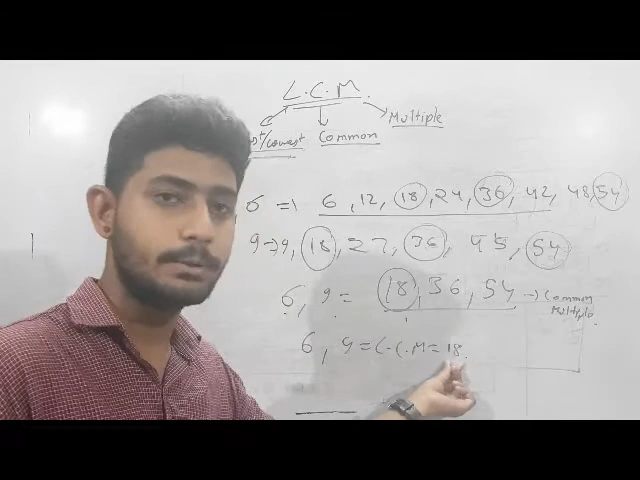 L.C.M.
st/Lowest Common Multiple
6 => 6, 12, 18, 24, 36, 42, 48, 54
9 => 9, 18, 27, 36, 45, 54
6, 9 = 18, 36, 54 -> Common Multiple.
6, 9 = L.C.M = 18.